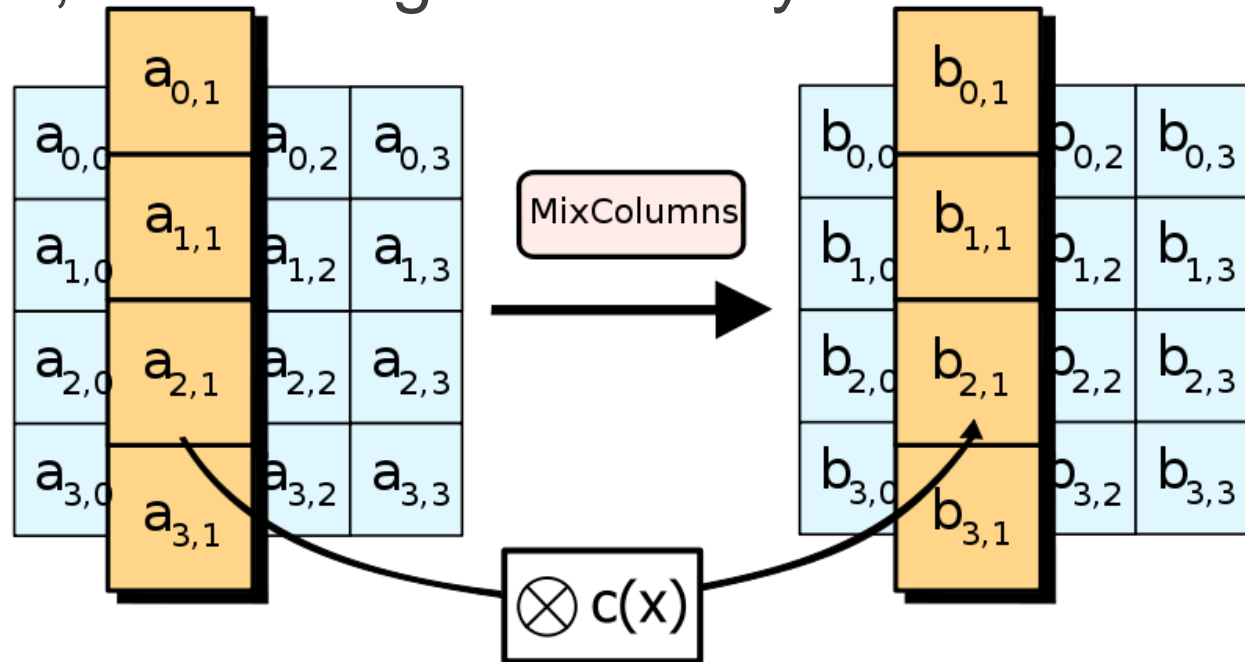 a0,1
a0,0 a0,2 a0,3
a1,1
a1,0 a1,2 a1,3
a2,1
a2,0 a2,2 a2,3
a3,1
a3,0 a3,2 a3,3
MixColumns
b0,1
b0,0 b0,2 b0,3
b1,1
b1,0 b1,2 b1,3
b2,1
b2,0 b2,2 b2,3
b3,1
b3,0 b3,2 b3,3
⊗ c(x)